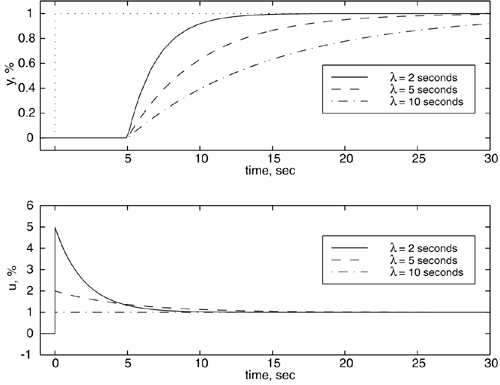 1
0.8
0.6
0.4
0.2
0
y, %
λ = 2 seconds
λ = 5 seconds
λ = 10 seconds
0 5 10 15 20 25 30
time, sec
6
5
4
3
2
1
0
-1
u, %
λ = 2 seconds
λ = 5 seconds
λ = 10 seconds
0 5 10 15 20 25 30
time, sec